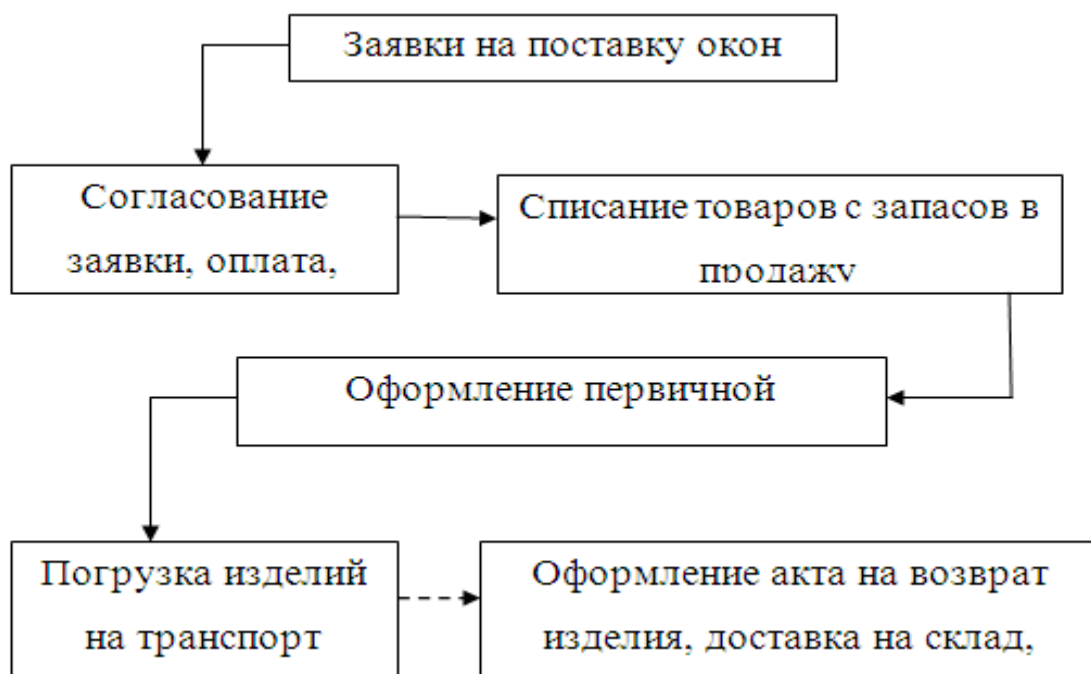 Заявки на поставку окон
Согласование
заявки, оплата,
Списание товаров с запасов в
продажу
Оформление первичной
Погрузка изделий
на транспорт
Оформление акта на возврат
изделия, доставка на склад,